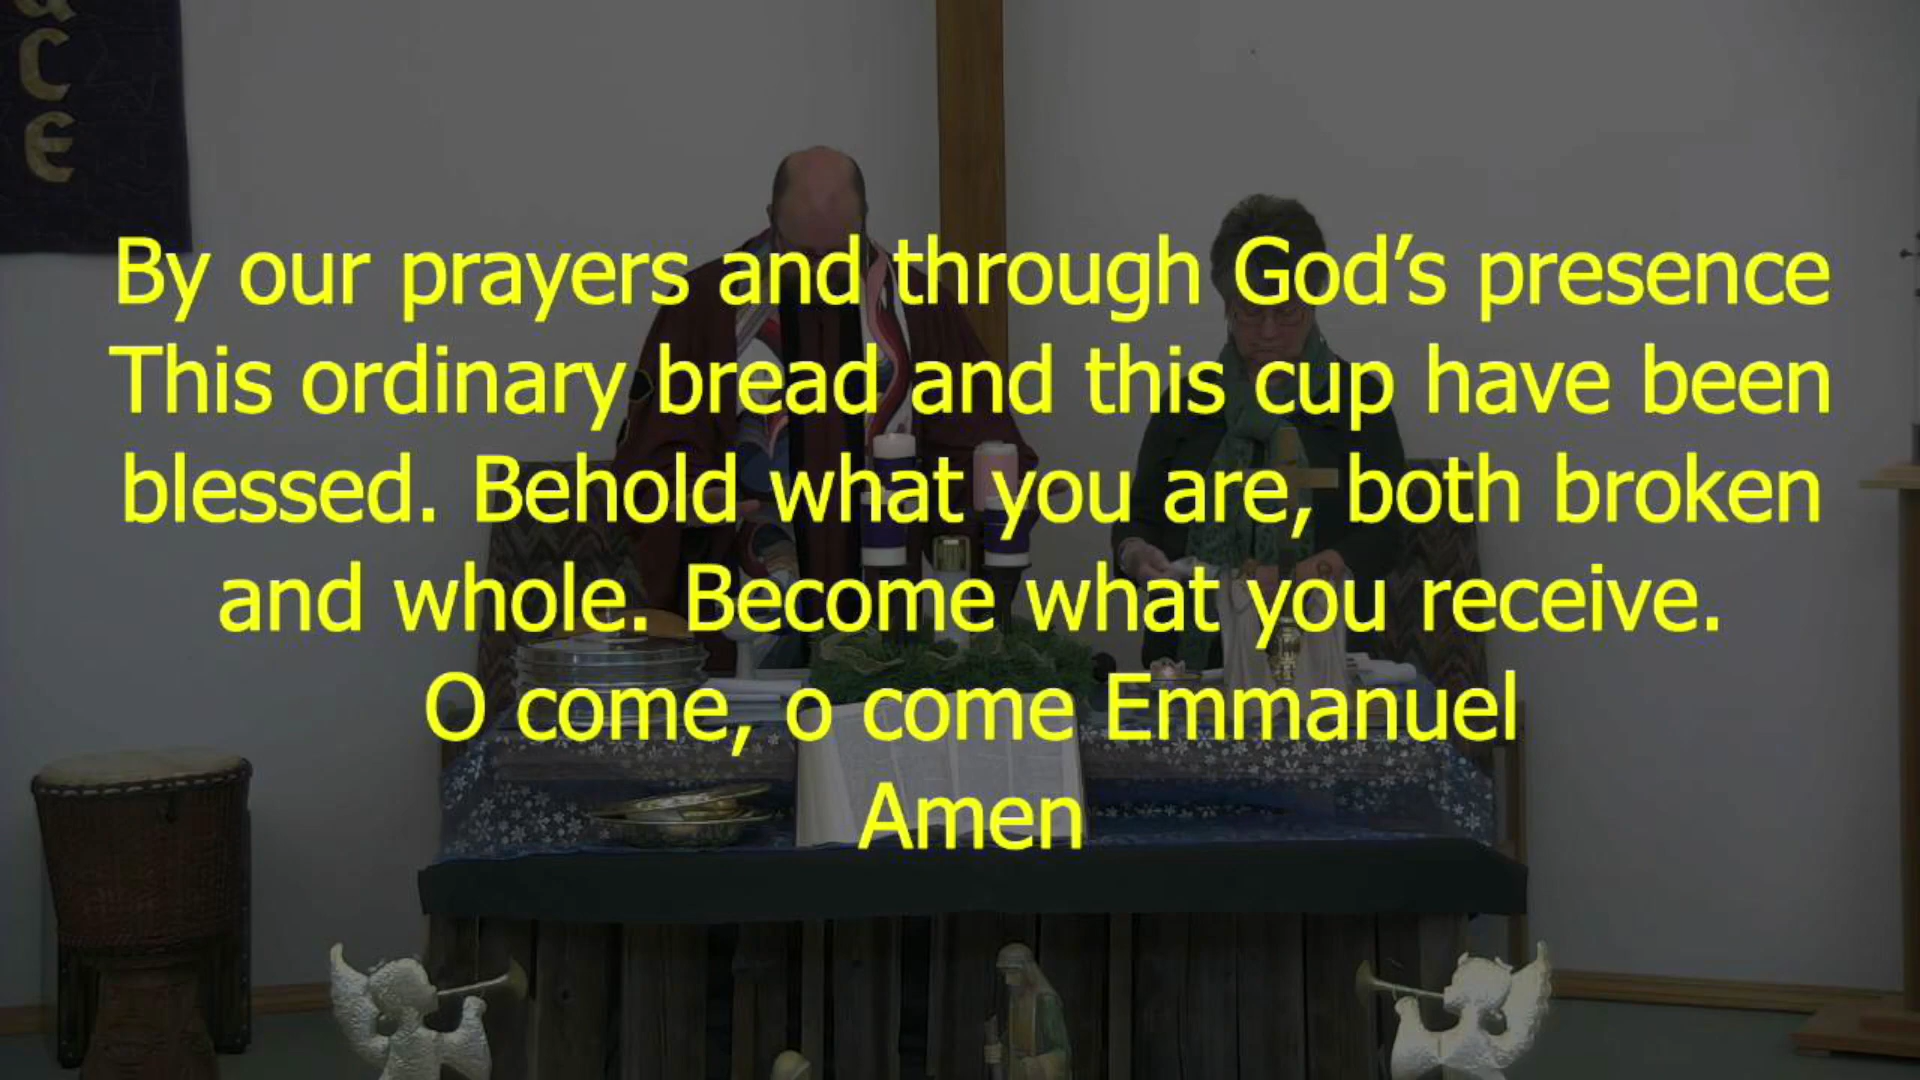 CE
By our prayers and through God’s presence
This ordinary bread and this cup have been
blessed. Behold what you are, both broken
and whole. Become what you receive.
O come, o come Emmanuel
Amen